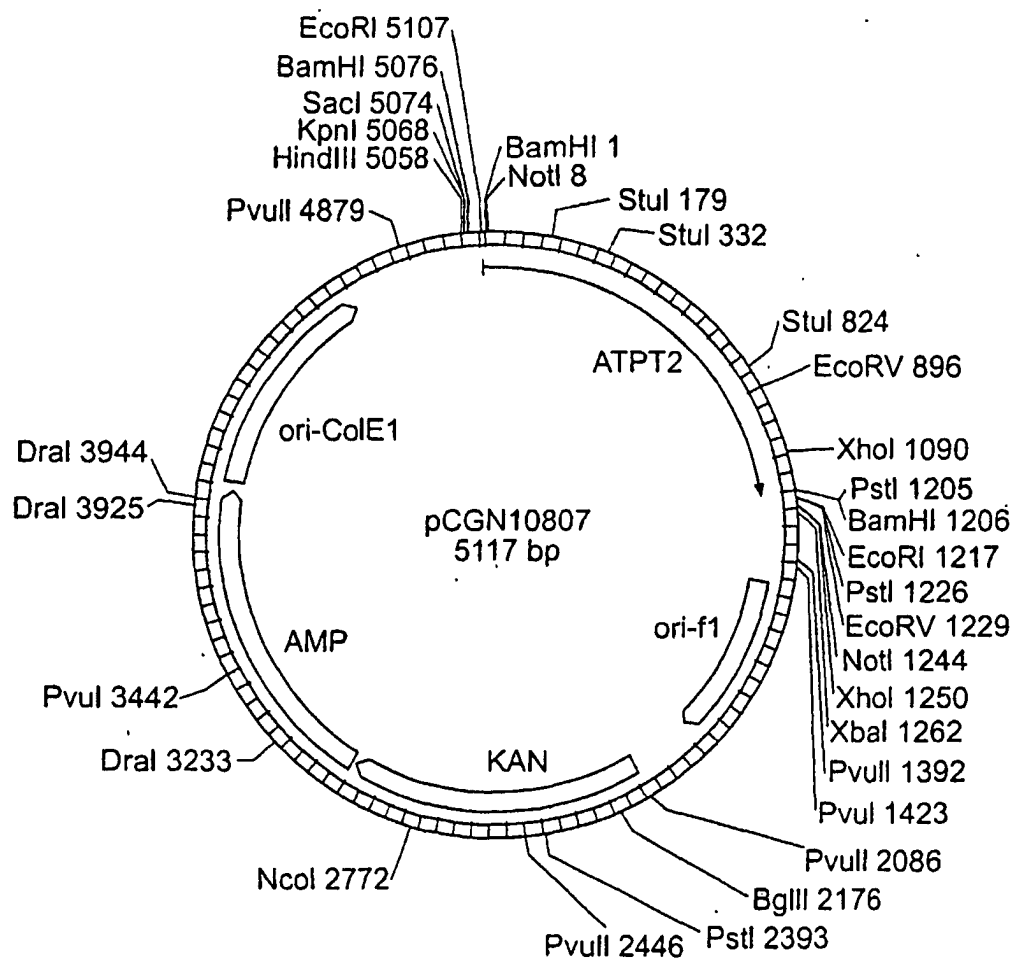 EcoRI 5107
BamHI 5076
SacI 5074
KpnI 5068
HindIII 5058
PvuII 4879
BamHI 1
NotI 8
StuI 179
StuI 332
StuI 824
EcoRV 896
XhoI 1090
PstI 1205
BamHI 1206
EcoRI 1217
PstI 1226
EcoRV 1229
NotI 1244
XhoI 1250
XbaI 1262
PvuII 1392
PvuI 1423
PvuII 2086
BglII 2176
PstI 2393
PvuII 2446
NcoI 2772
DraI 3233
PvuI 3442
DraI 3925
DraI 3944
ATPT2
ori-ColE1
pCGN10807
5117 bp
ori-f1
AMP
KAN